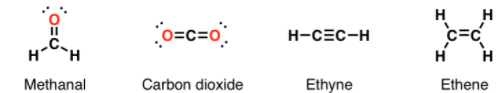 O
C
H H
O=C=O
H–C≡C–H
H H
C=C
H H
Methanal Carbon dioxide Ethyne Ethene